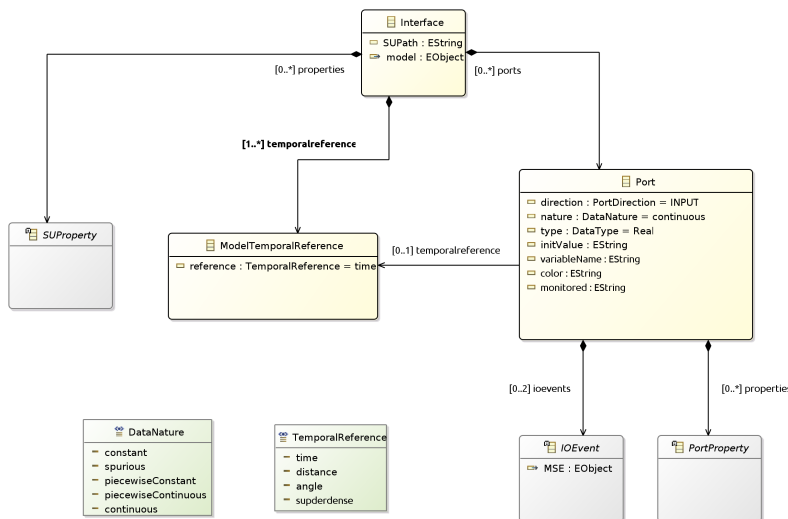 Interface
SUPath : EString
model : EObject
[0..*] properties
[0..*] ports
[1..*] temporalreference
Port
direction : PortDirection = INPUT
nature : DataNature = continuous
type : DataType = Real
initValue : EString
variableName : EString
color : EString
monitored : EString
SUProperty
ModelTemporalReference
reference : TemporalReference = time
[0..1] temporalreference
[0..2] ioevents
[0..*] propertie
DataNature
constant
spurious
piecewiseConstant
piecewiseContinuous
continuous
TemporalReference
time
distance
angle
supderdense
IOEvent
MSE : EObject
PortProperty